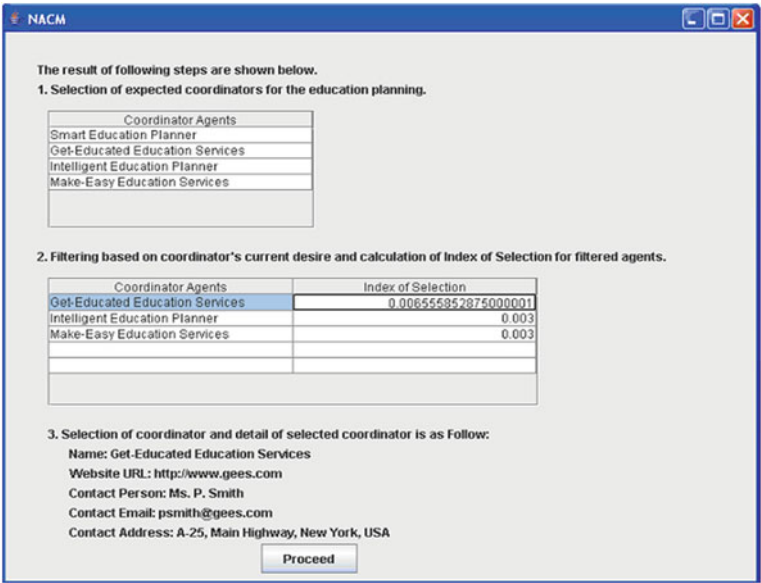 NACM
The result of following steps are shown below.
1. Selection of expected coordinators for the education planning.
Coordinator Agents
Smart Education Planner
Get-Educated Education Services
Intelligent Education Planner
Make-Easy Education Services
2. Filtering based on coordinator's current desire and calculation of Index of Selection for filtered agents.
Coordinator Agents Index of Selection
Get-Educated Education Services 0.006555852875000001
Intelligent Education Planner 0.003
Make-Easy Education Services 0.003
3. Selection of coordinator and detail of selected coordinator is as Follow:
Name: Get-Educated Education Services
Website URL: http://www.gees.com
Contact Person: Ms. P. Smith
Contact Email: psmith@gees.com
Contact Address: A-25, Main Highway, New York, USA
Proceed